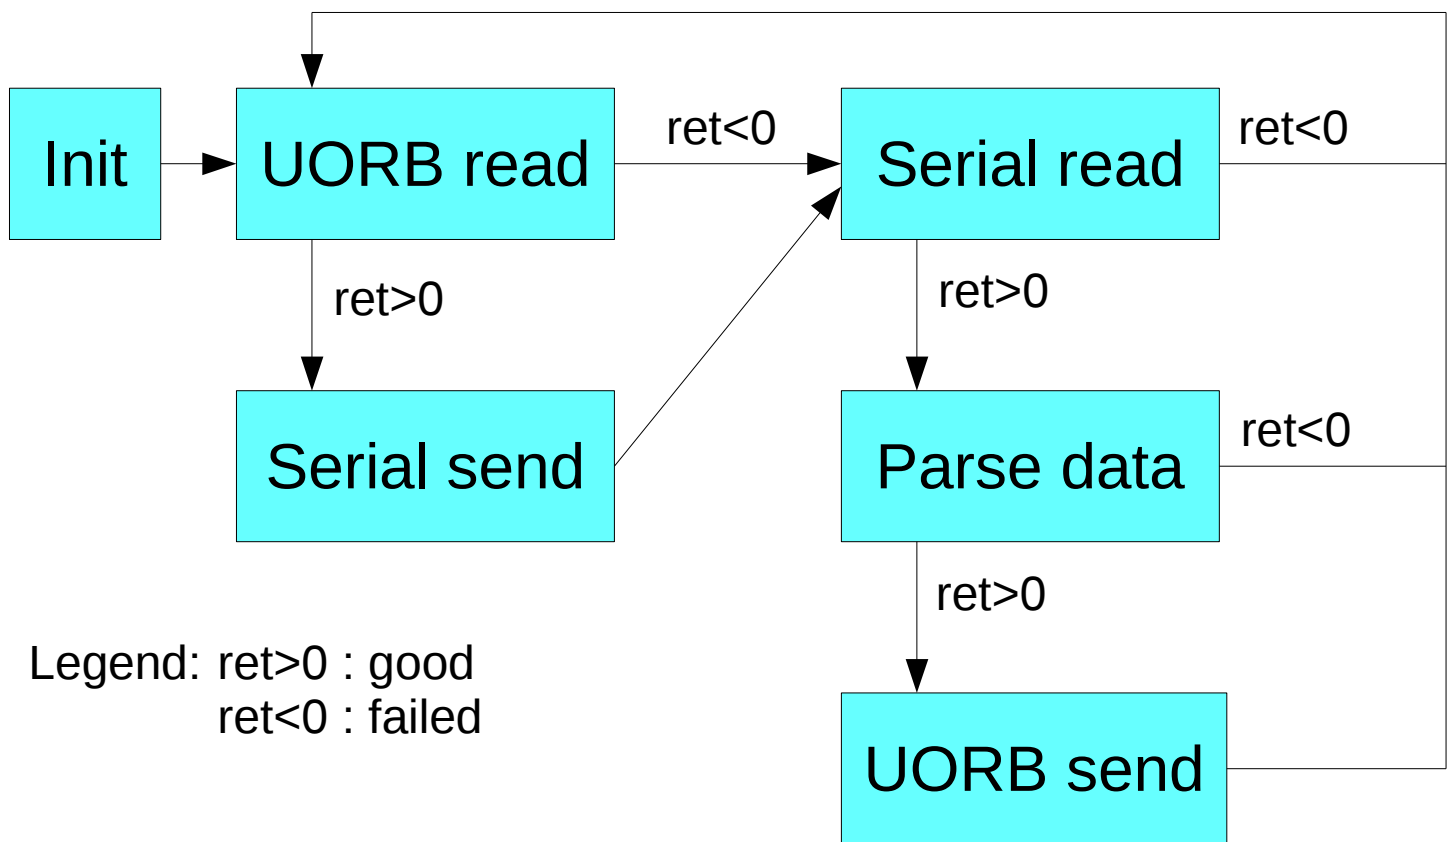 Init
UORB read
ret<0
Serial read
ret<0
ret>0
ret>0
Serial send
Parse data
ret<0
ret>0
Legend: ret>0 : good
ret<0 : failed
UORB send